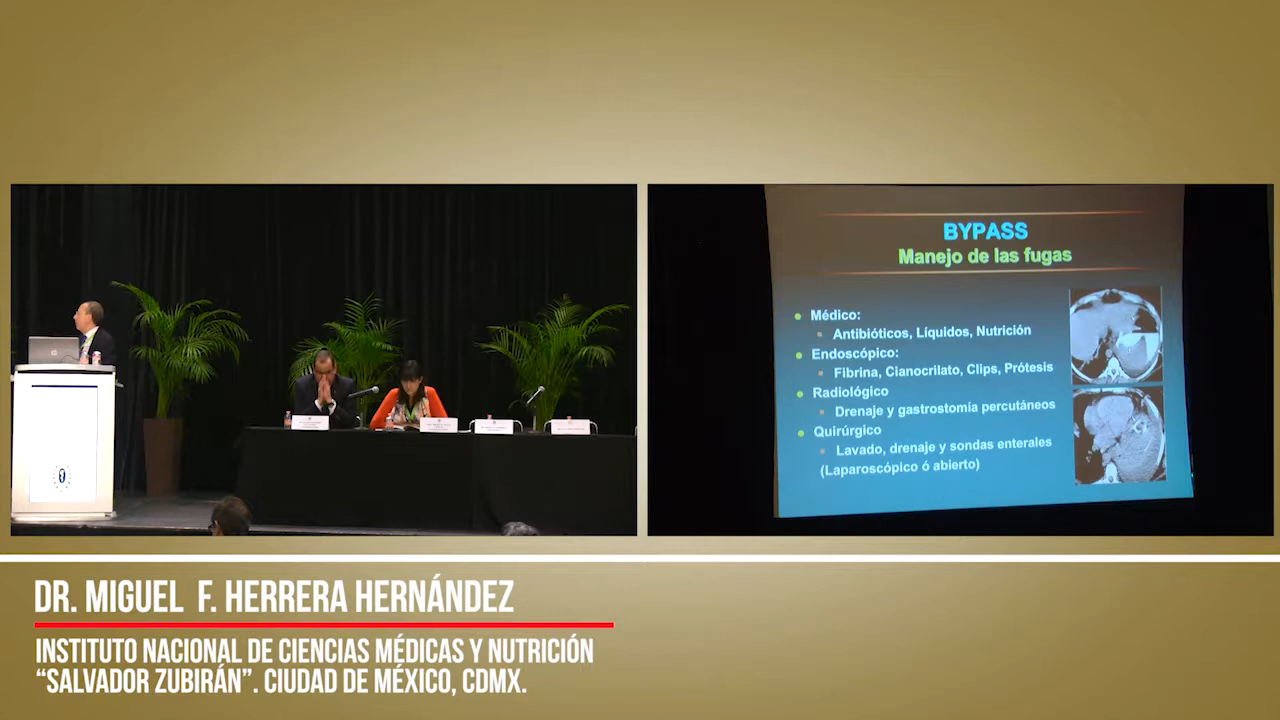 BYPASS
Manejo de las fugas
Médico:
Antibióticos, Líquidos, Nutrición
Endoscópico:
Fibrina, Cianocrilato, Clips, Prótesis
Radiológico
Drenaje y gastrostomía percutáneos
Quirúrgico
Lavado, drenaje y sondas enterales
(Laparoscópico ó abierto)
DR. MIGUEL F. HERRERA HERNÁNDEZ
INSTITUTO NACIONAL DE CIENCIAS MÉDICAS Y NUTRICIÓN
“SALVADOR ZUBIRÁN”. CIUDAD DE MÉXICO, CDMX.